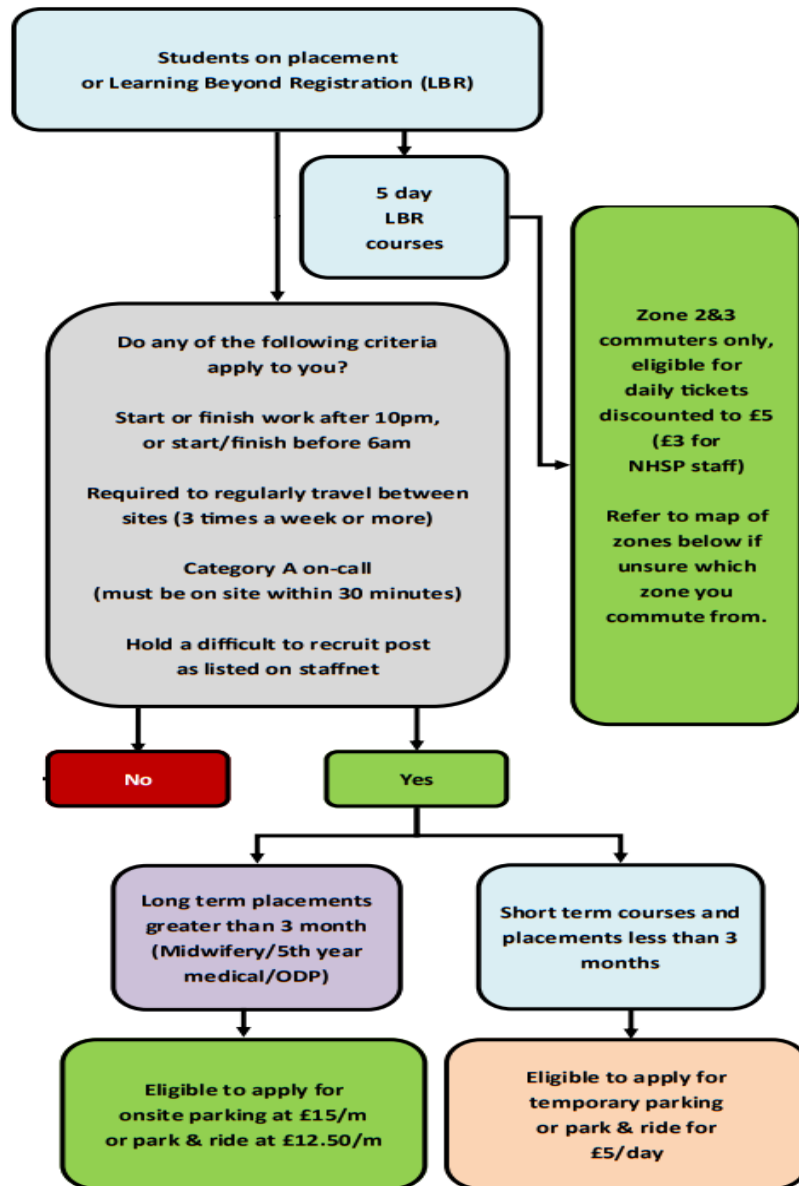 Students on placement
or Learning Beyond Registration (LBR)
5 day
LBR
courses
Do any of the following criteria
apply to you?
Start or finish work after 10pm,
or start/finish before 6am
Required to regularly travel between
sites (3 times a week or more)
Category A on-call
(must be on site within 30 minutes)
Hold a difficult to recruit post
as listed on staffnet
Zone 2&3
commuters only,
eligible for
daily tickets
discounted to £5
(£3 for
NHSP staff)
Refer to map of
zones below if
unsure which
zone you
commute from.
No
Yes
Long term placements
greater than 3 month
(Midwifery/5th year
medical/ODP)
Short term courses and
placements less than 3
months
Eligible to apply for
onsite parking at £15/m
or park & ride at £12.50/m
Eligible to apply for
temporary parking
or park & ride for
£5/day